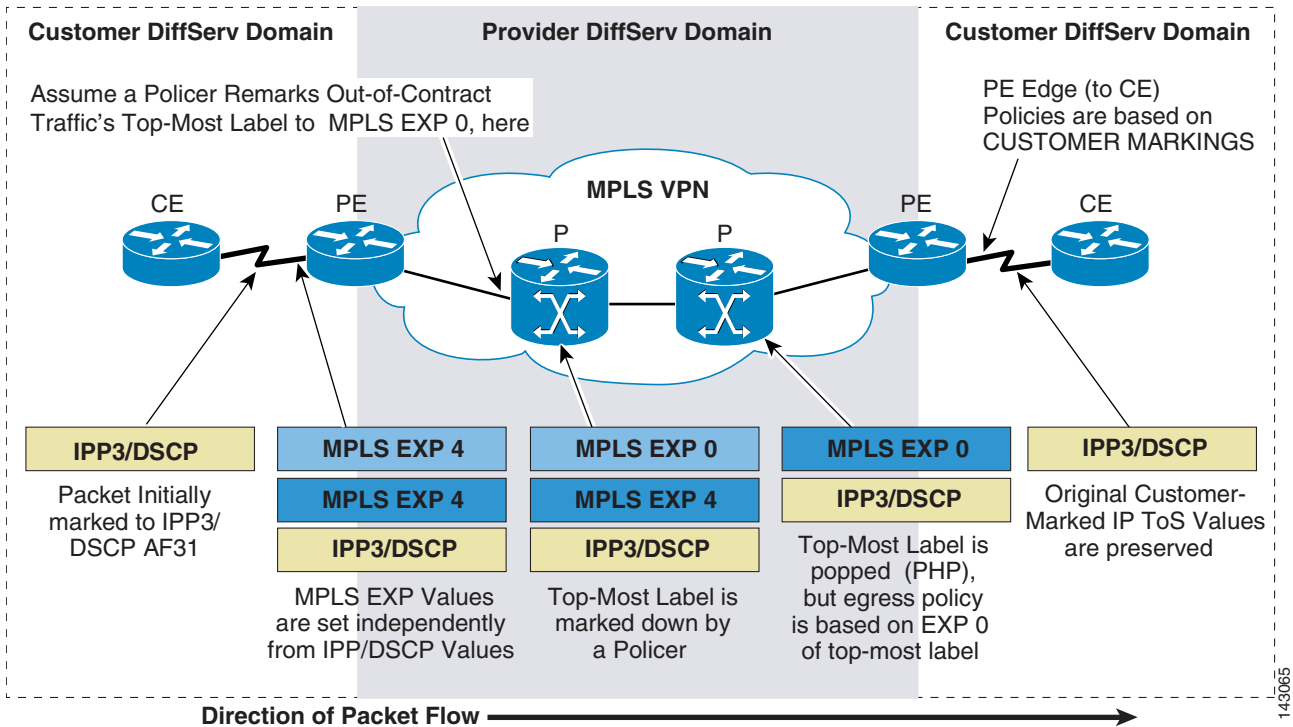 Customer DiffServ Domain
Provider DiffServ Domain
Customer DiffServ Domain
Assume a Policer Remarks Out-of-Contract
Traffic's Top-Most Label to MPLS EXP 0, here
PE Edge (to CE)
Policies are based on
CUSTOMER MARKINGS
MPLS VPN
CE
PE
P
P
PE
CE
IPP3/DSCP
Packet Initially
marked to IPP3/
DSCP AF31
MPLS EXP 4
MPLS EXP 4
IPP3/DSCP
MPLS EXP Values
are set independently
from IPP/DSCP Values
MPLS EXP 0
MPLS EXP 4
IPP3/DSCP
Top-Most Label is
marked down by
a Policer
MPLS EXP 0
IPP3/DSCP
Top-Most Label is
popped (PHP),
but egress policy
is based on EXP 0
of top-most label
IPP3/DSCP
Original Customer-
Marked IP ToS Values
are preserved
Direction of Packet Flow
143065